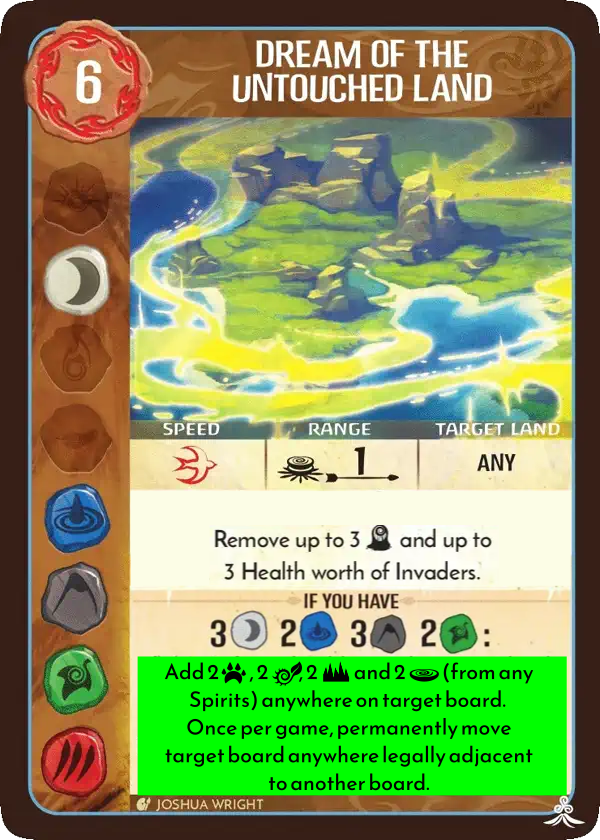 6
DREAM OF THE
UNTOUCHED LAND
SPEED RANGE TARGET LAND
1 ANY
Remove up to 3 and up to
3 Health worth of Invaders.
IF YOU HAVE
3 2 3 2 :
Add 2 , 2 , 2 and 2 (from any
Spirits) anywhere on target board.
Once per game, permanently move
target board anywhere legally adjacent
to another board.
JOSHUA WRIGHT